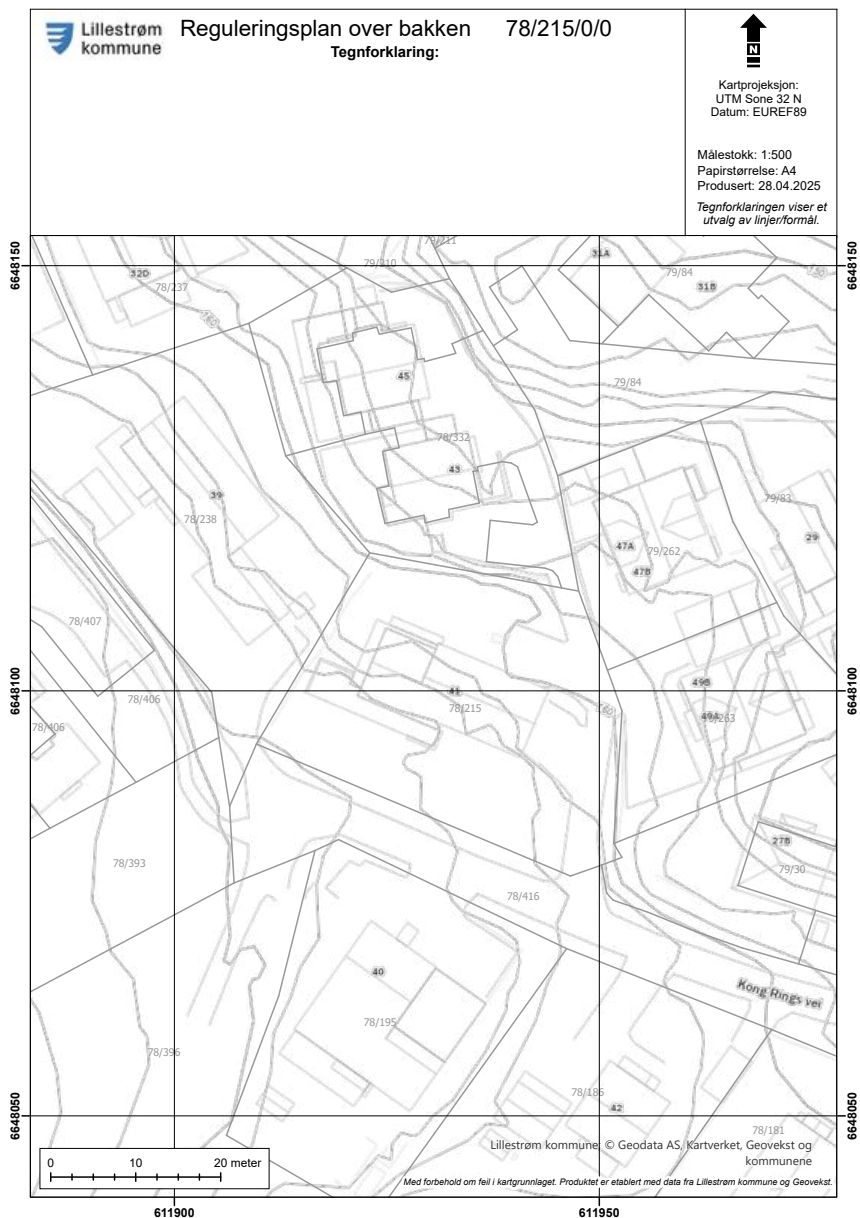 Lillestrøm
kommune
Reguleringsplan over bakken 78/215/0/0
Tegnforklaring:
N
Kartprojeksjon:
UTM Sone 32 N
Datum: EUREF89
Målestokk: 1:500
Papirstørrelse: A4
Produsert: 28.04.2025
Tegnforklaringen viser et
utvalg av linjer/formål.
79/211
79/210
31A
6648150
6648150
32D
79/84
78/237
31B
150
45
79/84
78/332
43
39
79/83
78/238
29
47A
79/262
47B
78/407
49B
6648100
6648100
78/406
41
78/215
49A
79/263
78/406
27B
78/393
79/30
78/416
40
Kong Rings vei
78/195
78/396
78/186
42
6648050
6648050
78/181
Lillestrøm kommune; © Geodata AS, Kartverket, Geovekst og
kommunene
0 10 20 meter
Med forbehold om feil i kartgrunnlaget. Produktet er etablert med data fra Lillestrøm kommune og Geovekst.
611900
611950